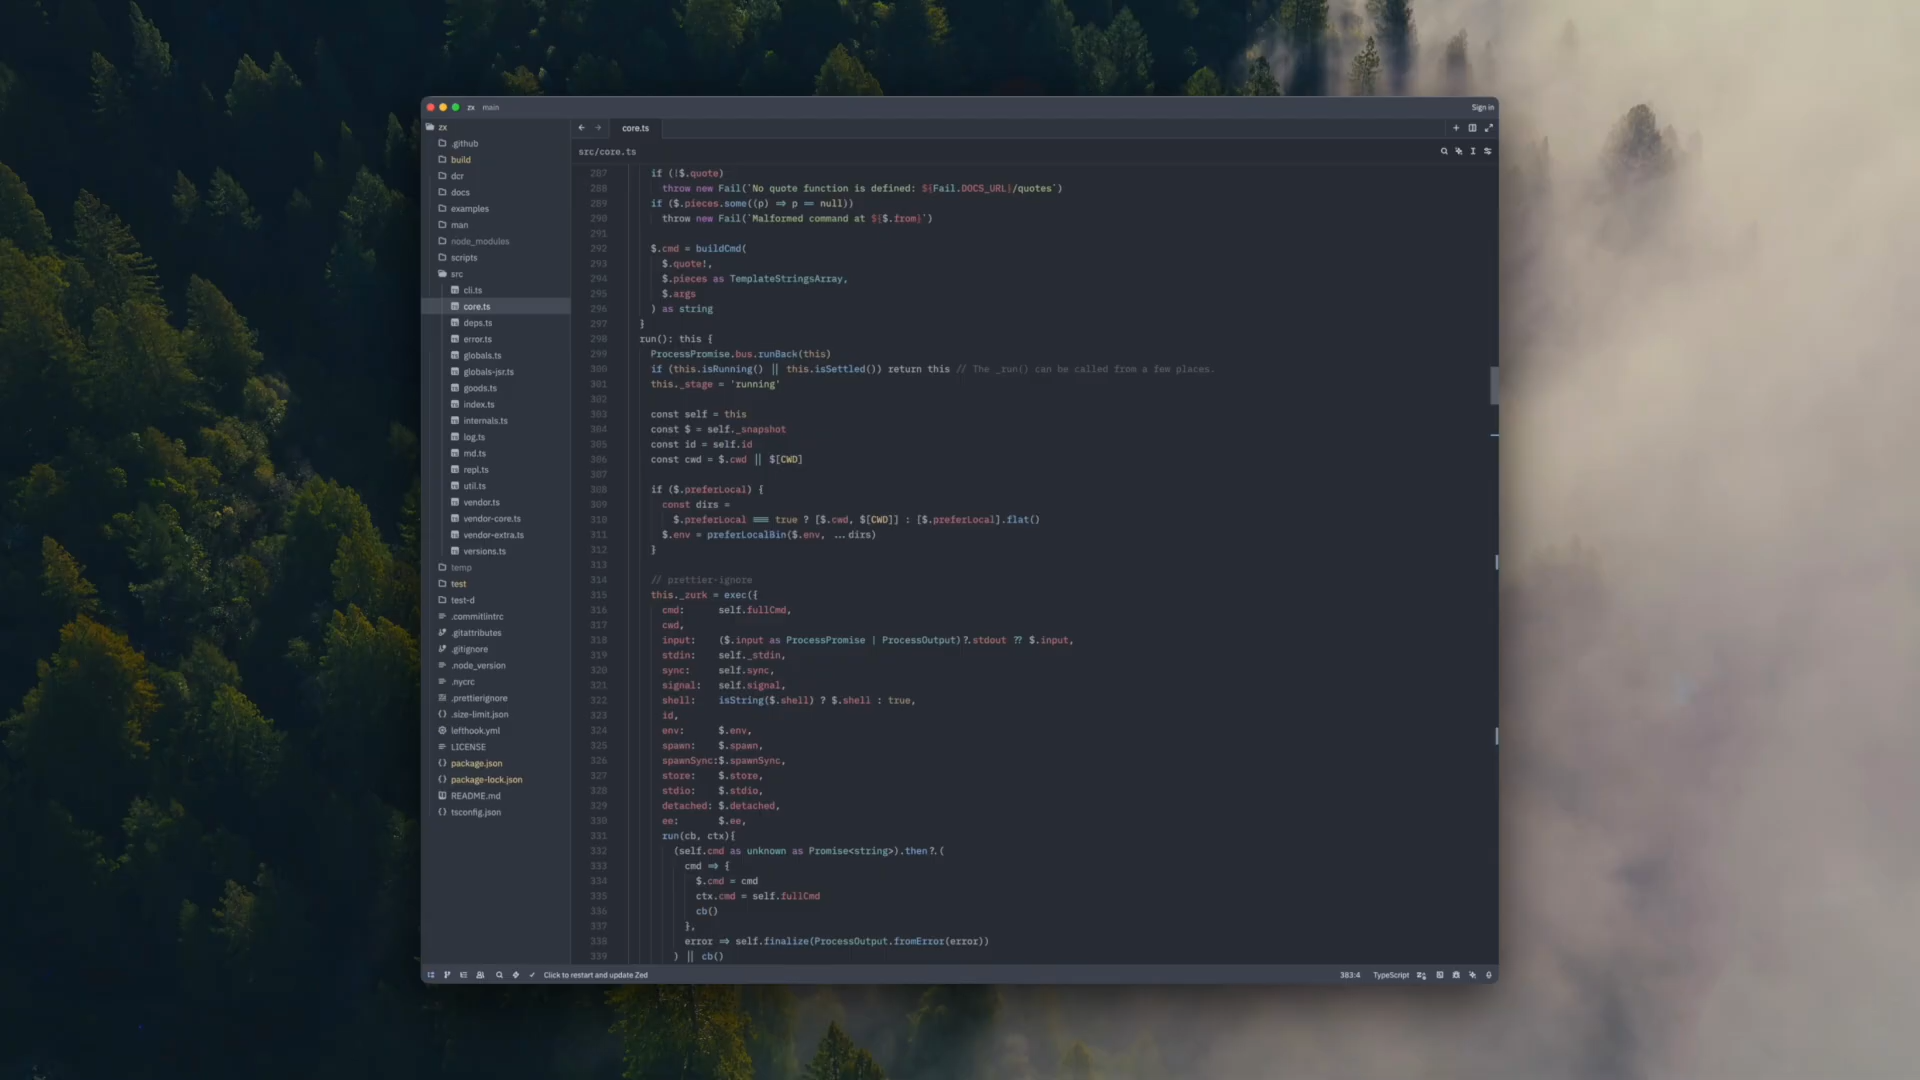 zx main
Sign in
zx
.github
build
dcr
docs
examples
man
node_modules
scripts
src
cli.ts
core.ts
deps.ts
error.ts
globals.ts
globals-jsr.ts
goods.ts
index.ts
internals.ts
log.ts
md.ts
repl.ts
util.ts
vendor.ts
vendor-core.ts
vendor-extra.ts
versions.ts
temp
test
test-d
.commitlintrc
.gitattributes
.gitignore
.node_version
.nycrc
.prettierignore
.size-limit.json
lefthook.yml
LICENSE
package.json
package-lock.json
README.md
tsconfig.json
core.ts
src/core.ts
287 if (!$.quote)
288 throw new Fail(`No quote function is defined: ${Fail.DOCS_URL}/quotes`)
289 if ($.pieces.some((p) => p == null))
290 throw new Fail(`Malformed command at ${$.from}`)
291
292 $.cmd = buildCmd(
293 $.quote!,
294 $.pieces as TemplateStringsArray,
295 $.args
296 ) as string
297 }
298 run(): this {
299 ProcessPromise.bus.runBack(this)
300 if (this.isRunning() || this.isSettled()) return this // The _run() can be called from a few places.
301 this._stage = 'running'
302
303 const self = this
304 const $ = self._snapshot
305 const id = self.id
306 const cwd = $.cwd || $[CWD]
307
308 if ($.preferLocal) {
309 const dirs =
310 $.preferLocal === true ? [$.cwd, $[CWD]] : [$.preferLocal].flat()
311 $.env = preferLocalBin($.env, ...dirs)
312 }
313
314 // prettier-ignore
315 this._zurk = exec({
316 cmd: self.fullCmd,
317 cwd,
318 input: ($.input as ProcessPromise | ProcessOutput)?.stdout ?? $.input,
319 stdin: self._stdin,
320 sync: self.sync,
321 signal: self.signal,
322 shell: isString($.shell) ? $.shell : true,
323 id,
324 env: $.env,
325 spawn: $.spawn,
326 spawnSync:$.spawnSync,
327 store: $.store,
328 stdio: $.stdio,
329 detached: $.detached,
330 ee: $.ee,
331 run(cb, ctx){
332 (self.cmd as unknown as Promise<string>).then?.(
333 cmd => {
334 $.cmd = cmd
335 ctx.cmd = self.fullCmd
336 cb()
337 },
338 error => self.finalize(ProcessOutput.fromError(error))
339 ) || cb()
Click to restart and update Zed
383:4 TypeScript